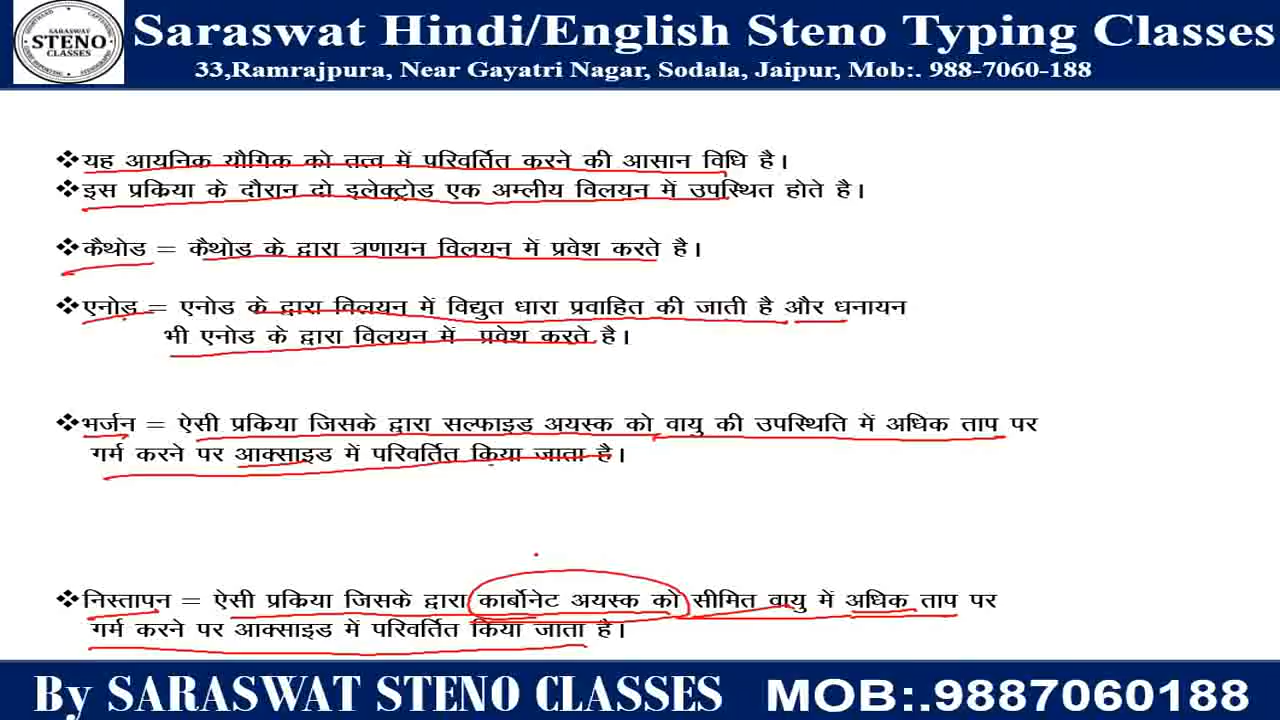 SARASWAT
STENO
CLASSES
Saraswat Hindi/English Steno Typing Classes
33,Ramrajpura, Near Gayatri Nagar, Sodala, Jaipur, Mob:. 988-7060-188
❖यह आयनिक यौगिक को तत्व में परिवर्तित करने की आसान विधि है।
❖इस प्रकिया के दौरान दो इलेक्ट्रोड एक अम्लीय विलयन में उपस्थित होते है।
❖कैथोड = कैथोड के द्वारा त्रणायन विलयन में प्रवेश करते है।
❖एनोड = एनोड के द्वारा विलयन में विद्युत धारा प्रवाहित की जाती है और धनायन
भी एनोड के द्वारा विलयन में प्रवेश करते है।
❖भर्जन = ऐसी प्रकिया जिसके द्वारा सल्फाइड अयस्क को वायु की उपस्थिति में अधिक ताप पर
गर्म करने पर आक्साइड में परिवर्तित किया जाता है।
❖निस्तापन = ऐसी प्रकिया जिसके द्वारा कार्बोनेट अयस्क को सीमित वायु में अधिक ताप पर
गर्म करने पर आक्साइड में परिवर्तित किया जाता है।
By SARASWAT STENO CLASSES MOB:.9887060188